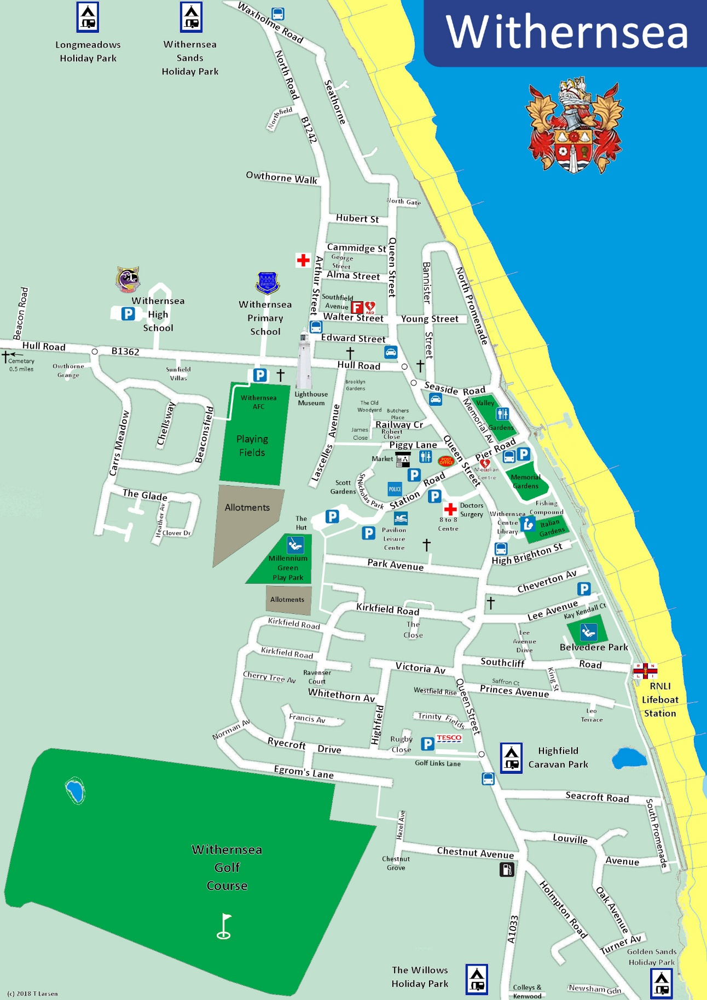 Withernsea
Longmeadows
Holiday Park
Withernsea
Sands
Holiday Park
Waxholme Road
North Road
Seathorne
Northfield
B1242
Owthorne Walk
North Gate
Hubert St
Cammidge St
George
Street
Alma Street
Queen Street
Arthur Street
Bannister
Street
North Promenade
Southfield
Avenue
F
AED
Walter Street
Young Street
Edward Street
Withernsea
High
School
P
Withernsea
Primary
School
Beacon Road
Hull Road
B1362
Cemetary
0.5 miles
Owthorne
Grange
Sunfield
Villas
P
Hull Road
Lighthouse
Museum
Brooklyn
Gardens
Seaside Road
Valley
Gardens
Memorial Av
Withernsea
AFC
Playing
Fields
Chellsway
Beaconsfield
Carrs Meadow
Lascelles Avenue
The Old
Woodyard
Butchers
Place
Railway Cr
James
Close
Robert
Close
Piggy Lane
Market
POST
OFFICE
Queen Street
Pier Road
P
Meridian
Centre
Memorial
Gardens
P
POLICE
Scott
Gardens
St Nicholas Park
Station Road
P
Doctors
Surgery
8 to 8
Centre
Fishing
Compound
Withernsea
Centre
Library
Italian
Gardens
The Glade
Heather Av
Clover Dr
Allotments
The
Hut
P
P
Pavilion
Leisure
Centre
High Brighton St
Millennium
Green
Play Park
Park Avenue
Cheverton Av
Allotments
P
Kirkfield Road
Lee Avenue
Kay Kendall Ct
Kirkfield Road
The
Close
Lee
Avenue
Drive
Belvedere Park
Kirkfield Road
Southcliff Road
Victoria Av
R N
L I
RNLI
Lifeboat
Station
Ravenser
Court
Cherry Tree Av
King St
Saffron Ct
Westfield Rise
Princes Avenue
Whitethorn Av
Queen Street
Leo
Terrace
Highfield
Francis Av
Trinity Fields
Norman Av
Ryecroft Drive
Rugby
Close
P
TESCO
Golf Links Lane
Highfield
Caravan Park
Egrom's Lane
Seacroft Road
South Promenade
Hazel Ave
Louville
Avenue
Chestnut Avenue
Chestnut
Grove
Withernsea
Golf
Course
Holmpton Road
Oak Avenue
A1033
Turner Av
Golden Sands
Holiday Park
The Willows
Holiday Park
Colleys &
Kenwood
Newsham Gdn
(c) 2018 T Larsen